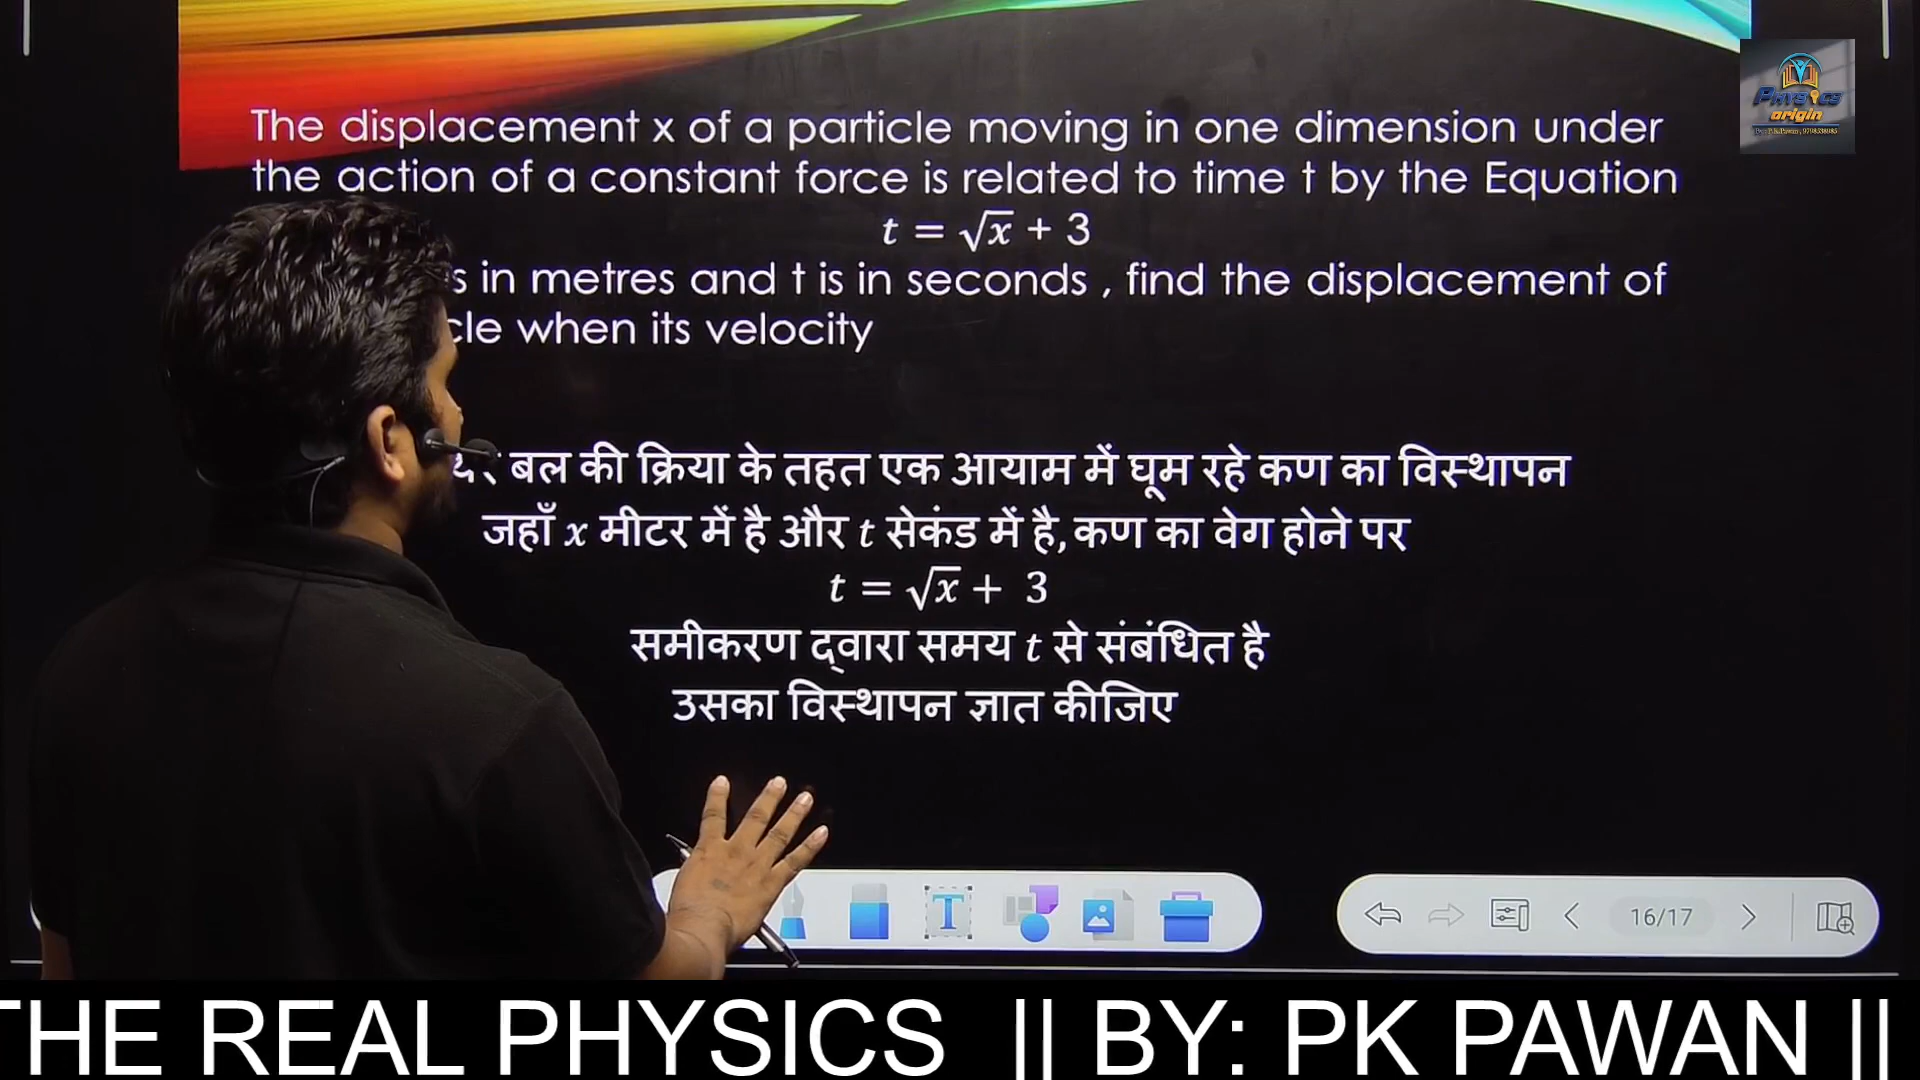 The displacement x of a particle moving in one dimension under
the action of a constant force is related to time t by the Equation
t = √x + 3
s in metres and t is in seconds , find the displacement of
cle when its velocity
बल की क्रिया के तहत एक आयाम में घूम रहे कण का विस्थापन
जहाँ x मीटर में है और t सेकंड में है, कण का वेग होने पर
t = √x + 3
समीकरण द्वारा समय t से संबंधित है
उसका विस्थापन ज्ञात कीजिए
PHYSICS
origin
T
16/17
THE REAL PHYSICS || BY: PK PAWAN ||